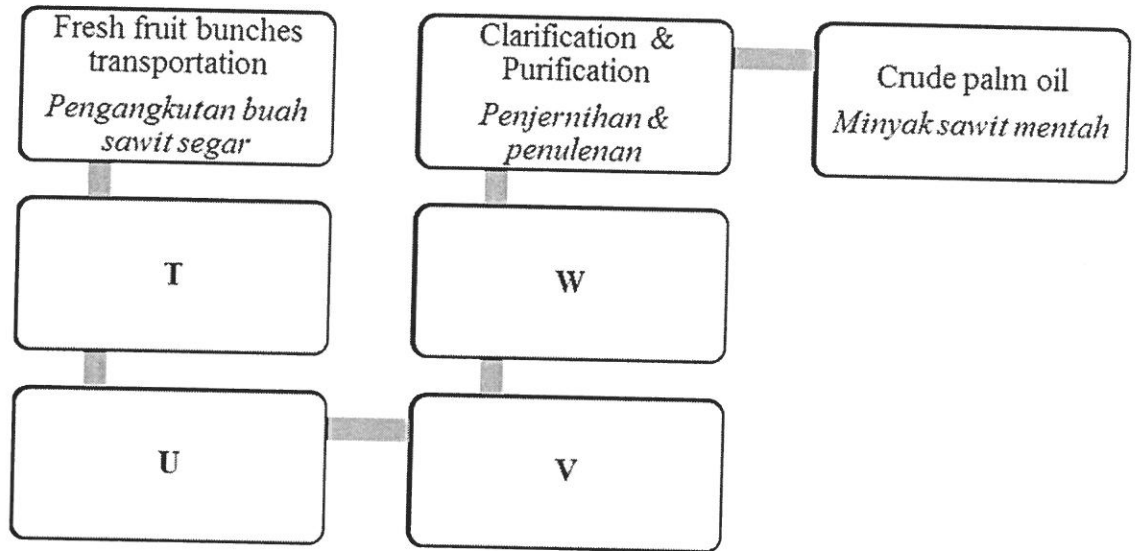 Fresh fruit bunches
transportation
Pengangkutan buah
sawit segar
T
U
V
W
Clarification &
Purification
Penjernihan &
penulenan
Crude palm oil
Minyak sawit mentah